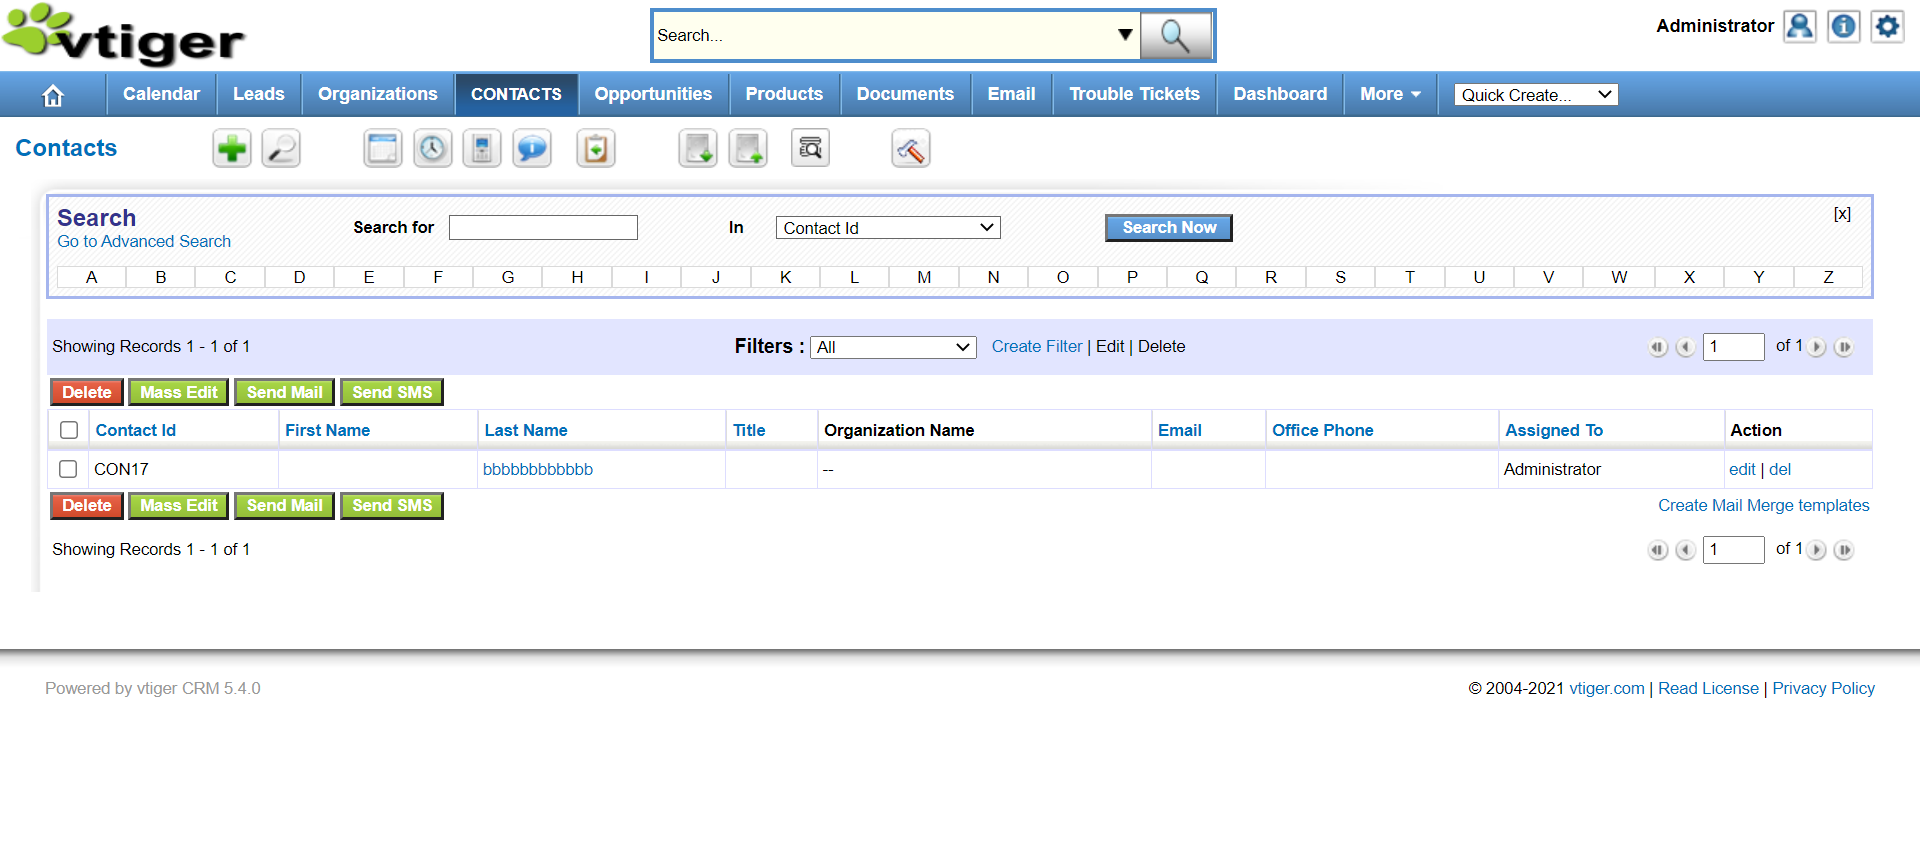 vtiger
Search...
Administrator
Calendar Leads Organizations CONTACTS Opportunities Products Documents Email Trouble Tickets Dashboard More Quick Create...
Contacts
Search
Go to Advanced Search
Search for In Contact Id Search Now [x]
A B C D E F G H I J K L M N O P Q R S T U V W X Y Z
Showing Records 1 - 1 of 1 Filters : All Create Filter | Edit | Delete 1 of 1
Delete Mass Edit Send Mail Send SMS
Contact Id First Name Last Name Title Organization Name Email Office Phone Assigned To Action
CON17 bbbbbbbbbbbb -- Administrator edit | del
Delete Mass Edit Send Mail Send SMS Create Mail Merge templates
Showing Records 1 - 1 of 1 1 of 1
Powered by vtiger CRM 5.4.0 © 2004-2021 vtiger.com | Read License | Privacy Policy